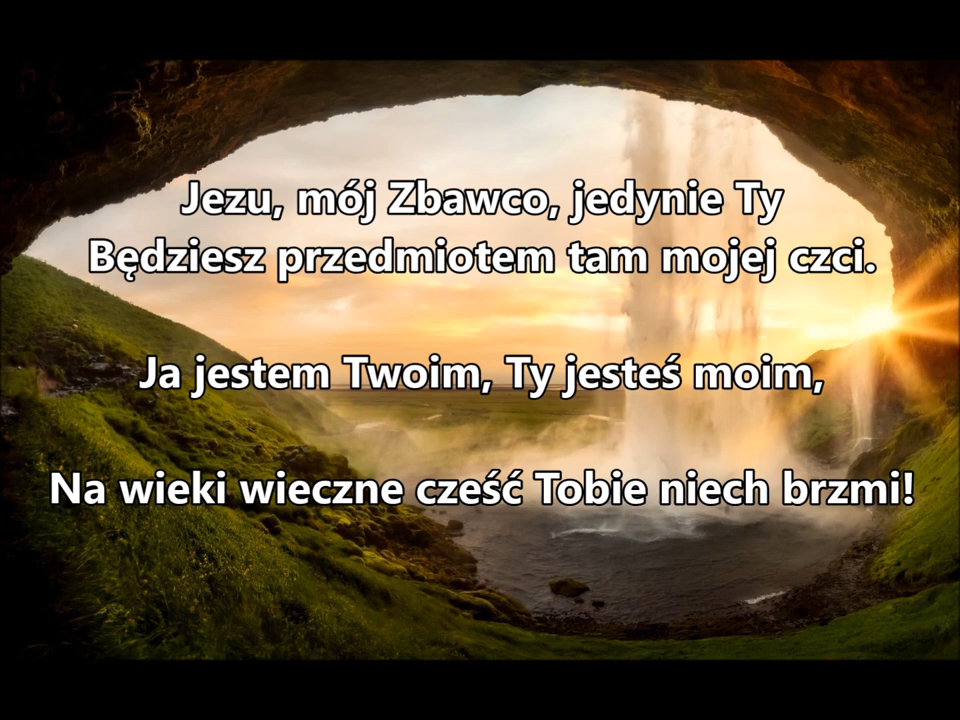 Jezu, mój Zbawco, jedynie Ty
Będziesz przedmiotem tam mojej czci.
Ja jestem Twoim, Ty jesteś moim,
Na wieki wieczne cześć Tobie niech brzmi!